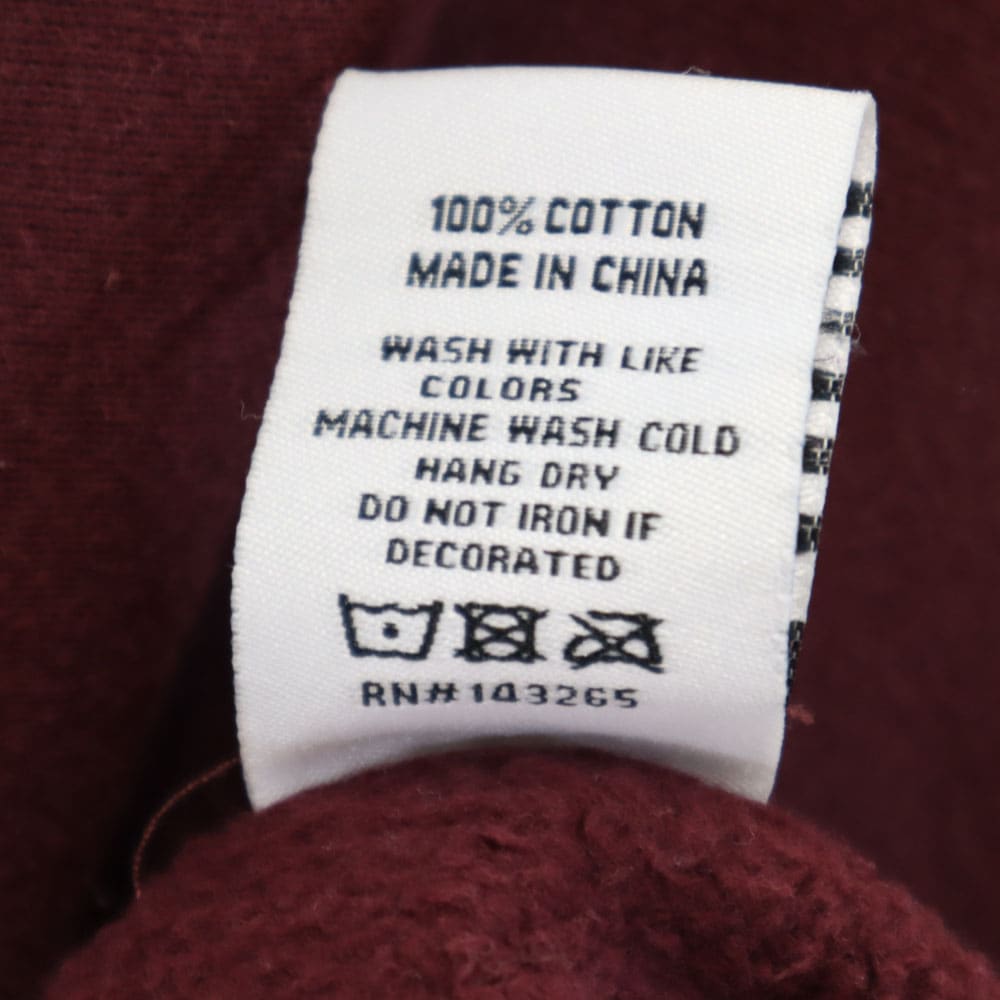 100% COTTON
MADE IN CHINA
WASH WITH LIKE
COLORS
MACHINE WASH COLD
HANG DRY
DO NOT IRON IF
DECORATED
RN#143265